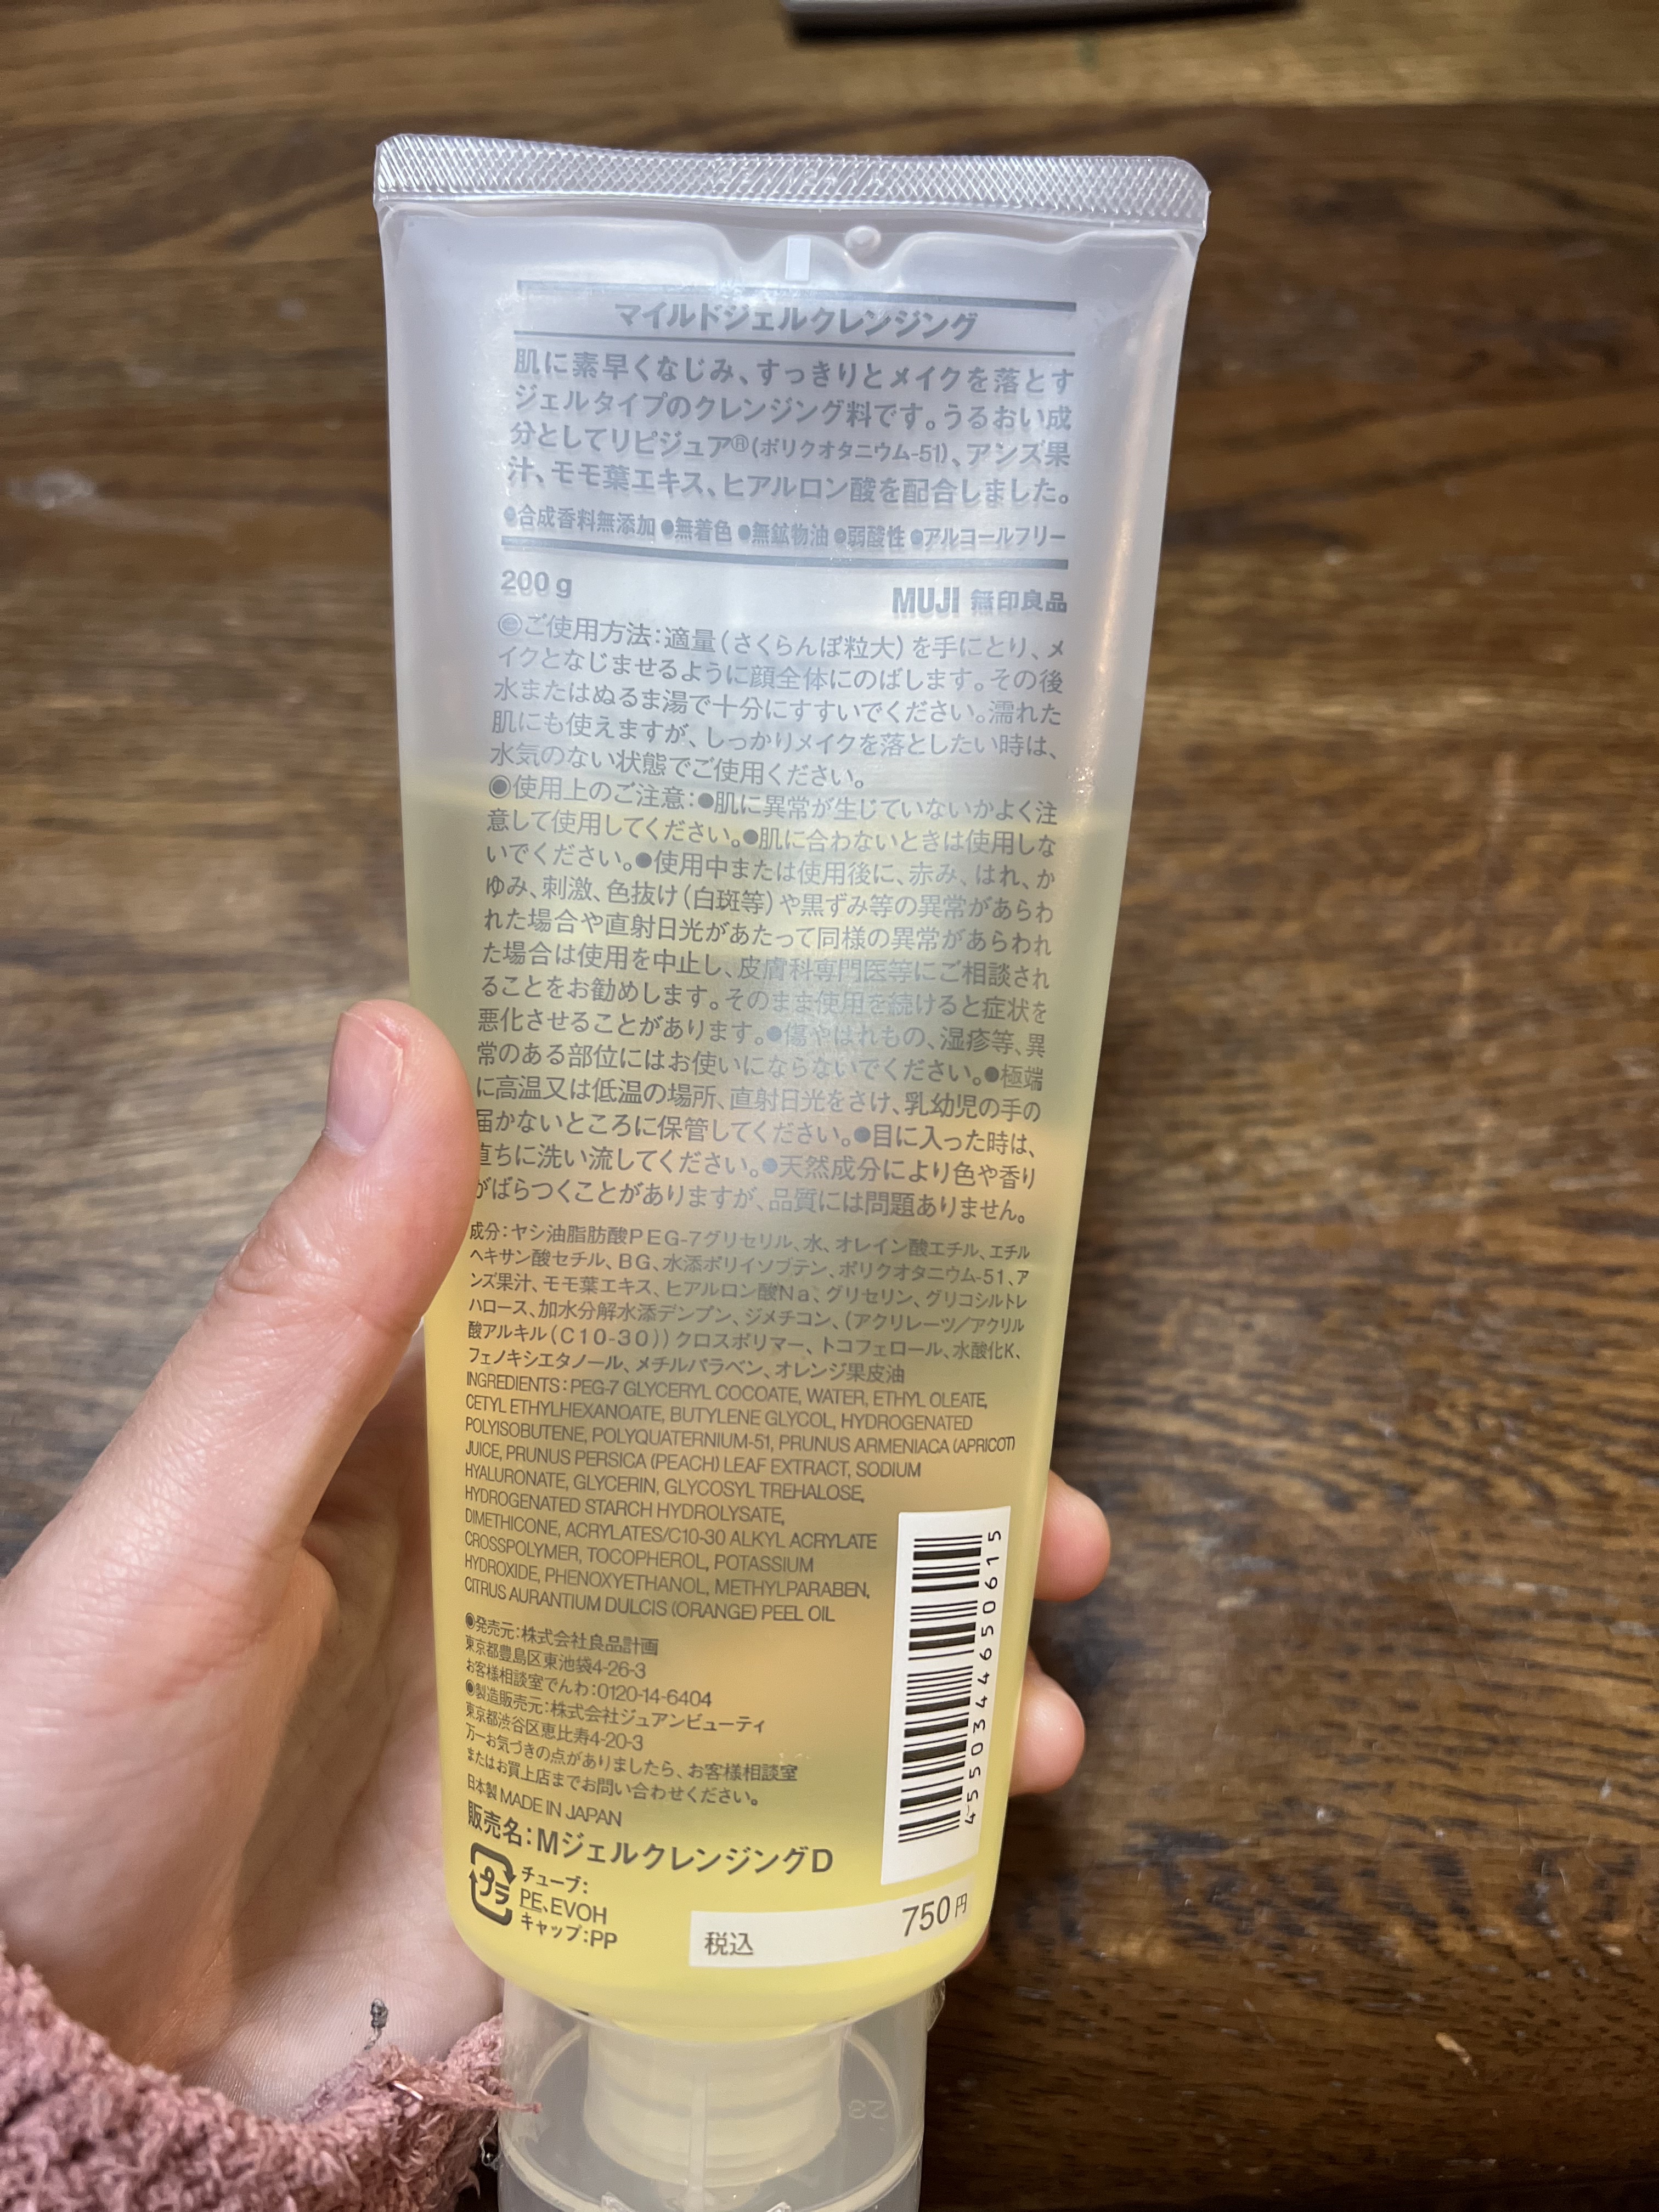 マイルドジェルクレンジング
肌に素早くなじみ、すっきりとメイクを落とす
ジェルタイプのクレンジング料です。うるおい成
分としてリピジュア®(ポリクオタニウム-51)、アンズ果
汁、モモ葉エキス、ヒアルロン酸を配合しました。
●合成香料無添加 ●無着色 ●無鉱物油 ●弱酸性 ●アルコールフリー
200 g
MUJI 無印良品
◎ご使用方法：適量(さくらんぼ粒大)を手にとり、メ
イクとなじませるように顔全体にのばします。その後
水またはぬるま湯で十分にすすいでください。濡れた
肌にも使えますが、しっかりメイクを落としたい時は、
水気のない状態でご使用ください。
◎使用上のご注意：●肌に異常が生じていないかよく注
意して使用してください。●肌に合わないときは使用しな
いでください。●使用中または使用後に、赤み、はれ、か
ゆみ、刺激、色抜け(白斑等)や黒ずみ等の異常があらわ
れた場合や直射日光があたって同様の異常があらわれ
た場合は使用を中止し、皮膚科専門医等にご相談され
ることをお勧めします。そのまま使用を続けると症状を
悪化させることがあります。●傷やはれもの、湿疹等、異
常のある部位にはお使いにならないでください。●極端
に高温又は低温の場所、直射日光をさけ、乳幼児の手の
届かないところに保管してください。●目に入った時は、
直ちに洗い流してください。●天然成分により色や香り
がばらつくことがありますが、品質には問題ありません。
成分：ヤシ油脂肪酸PEG-7グリセリル、水、オレイン酸エチル、エチル
ヘキサン酸セチル、BG、水添ポリイソブテン、ポリクオタニウム-51、ア
ンズ果汁、モモ葉エキス、ヒアルロン酸Na、グリセリン、グリコシルトレ
ハロース、加水分解水添デンプン、ジメチコン、(アクリレーツ／アクリル
酸アルキル(C10-30))クロスポリマー、トコフェロール、水酸化K、
フェノキシエタノール、メチルパラベン、オレンジ果皮油
INGREDIENTS：PEG-7 GLYCERYL COCOATE, WATER, ETHYL OLEATE,
CETYL ETHYLHEXANOATE, BUTYLENE GLYCOL, HYDROGENATED
POLYISOBUTENE, POLYQUATERNIUM-51, PRUNUS ARMENIACA (APRICOT)
JUICE, PRUNUS PERSICA (PEACH) LEAF EXTRACT, SODIUM
HYALURONATE, GLYCERIN, GLYCOSYL TREHALOSE,
HYDROGENATED STARCH HYDROLYSATE,
DIMETHICONE, ACRYLATES/C10-30 ALKYL ACRYLATE
CROSSPOLYMER, TOCOPHEROL, POTASSIUM
HYDROXIDE, PHENOXYETHANOL, METHYLPARABEN,
CITRUS AURANTIUM DULCIS (ORANGE) PEEL OIL
◎発売元：株式会社良品計画
東京都豊島区東池袋4-26-3
お客様相談室でんわ：0120-14-6404
◎製造販売元：株式会社ジュアンビューティ
東京都渋谷区恵比寿4-20-3
万一お気づきの点がありましたら、お客様相談室
またはお買上店までお問い合わせください。
日本製 MADE IN JAPAN
販売名：MジェルクレンジングD
プラ
チューブ：
PE、EVOH
キャップ：PP
4550344650615
税込 750円
28